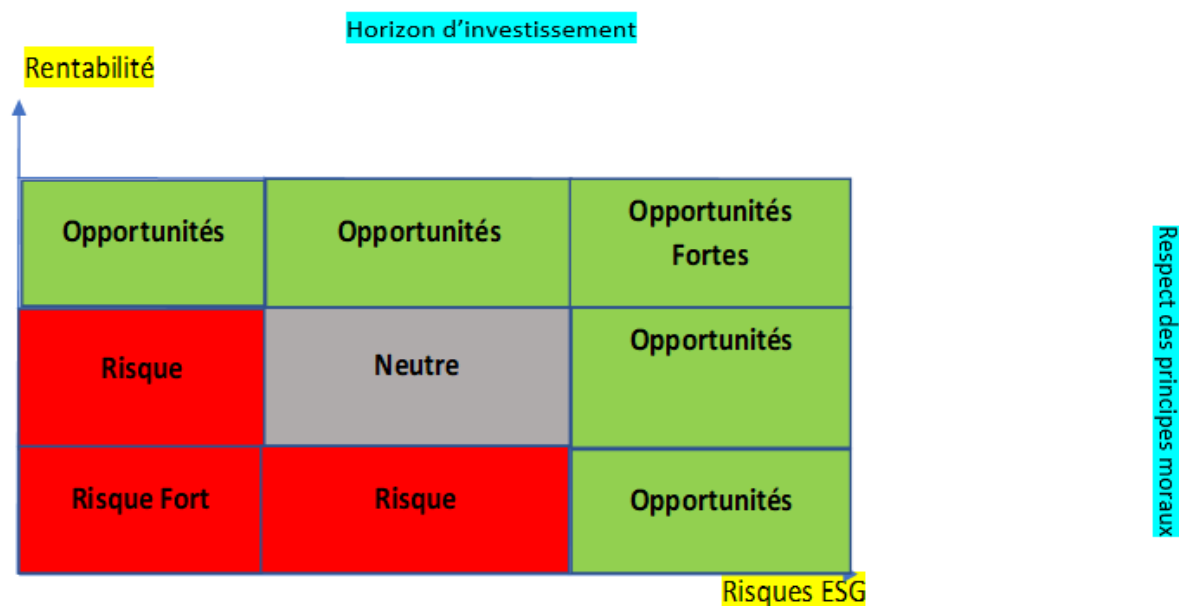 Horizon d’investissement
Rentabilité
Opportunités
Opportunités
Opportunités
Fortes
Risque
Neutre
Opportunités
Risque Fort
Risque
Opportunités
Risques ESG
Respect des principes moraux